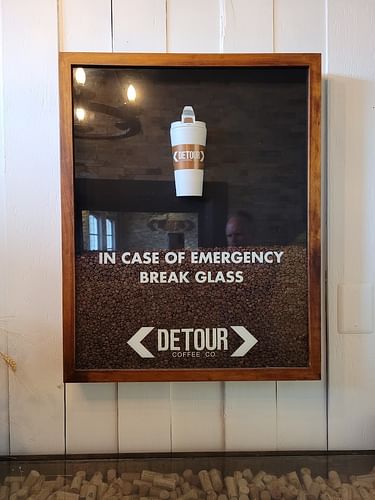 DETOUR
IN CASE OF EMERGENCY
BREAK GLASS
DETOUR
COFFEE CO.